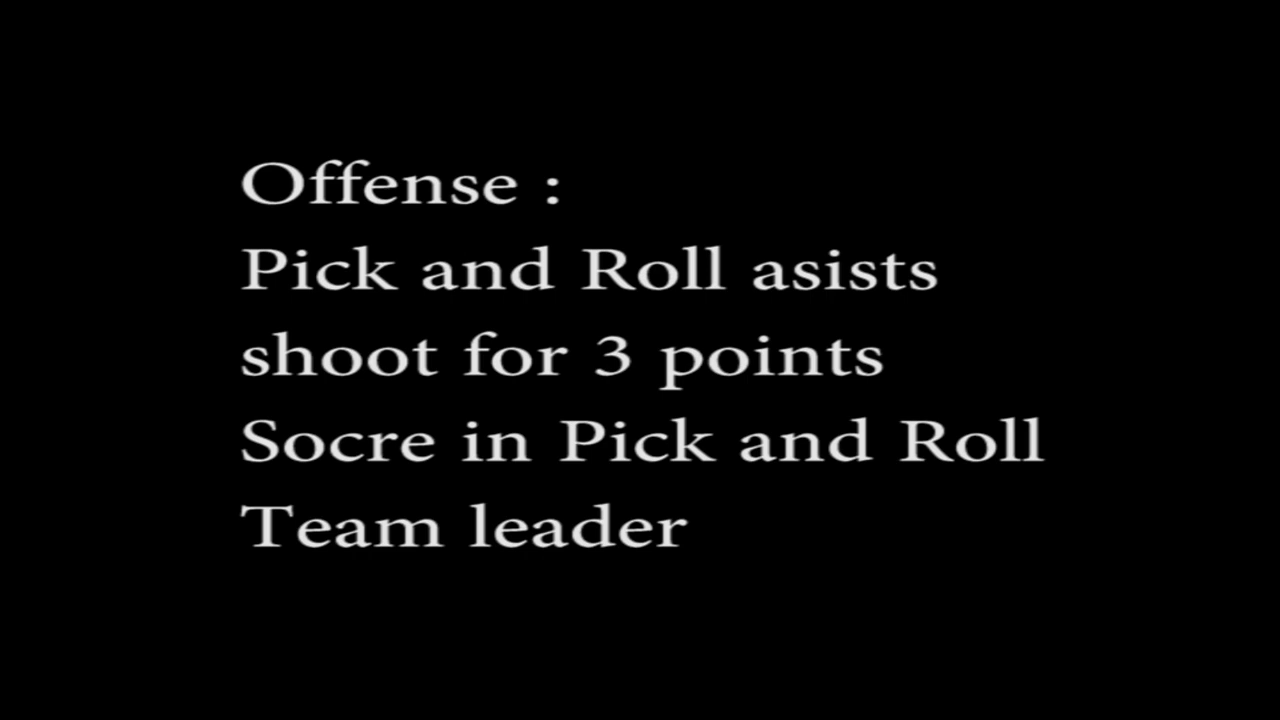 Offense :
Pick and Roll asists
shoot for 3 points
Socre in Pick and Roll
Team leader